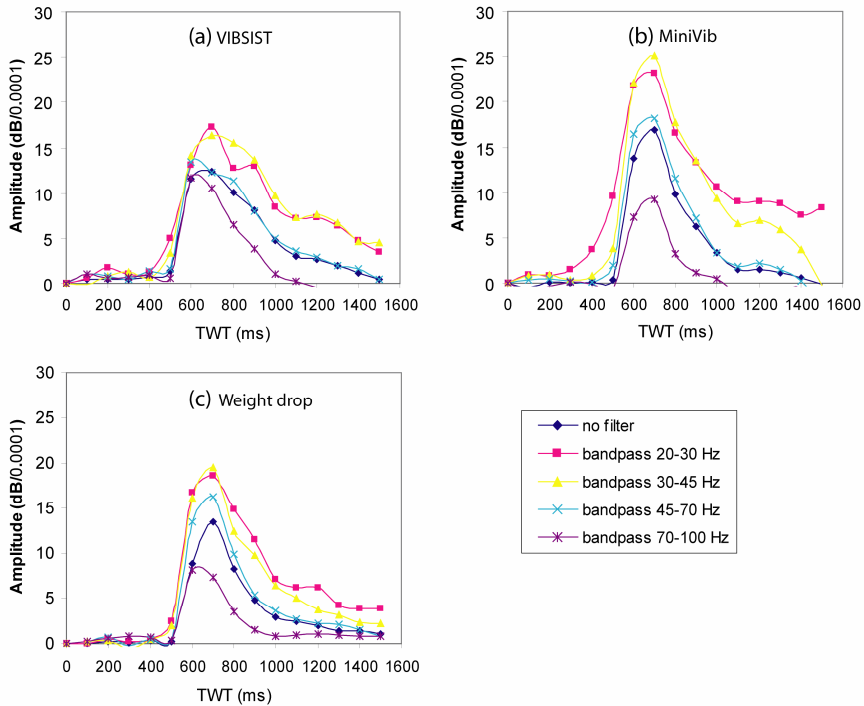 (a) VIBSIST
30
25
20
15
10
5
0
Amplitude (dB/0.0001)
0 200 400 600 800 1000 1200 1400 1600
TWT (ms)
(b) MiniVib
30
25
20
15
10
5
0
Amplitude (dB/0.0001)
0 200 400 600 800 1000 1200 1400 1600
TWT (ms)
(c) Weight drop
30
25
20
15
10
5
0
Amplitude (dB/0.0001)
0 200 400 600 800 1000 1200 1400 1600
TWT (ms)
no filter
bandpass 20-30 Hz
bandpass 30-45 Hz
bandpass 45-70 Hz
bandpass 70-100 Hz